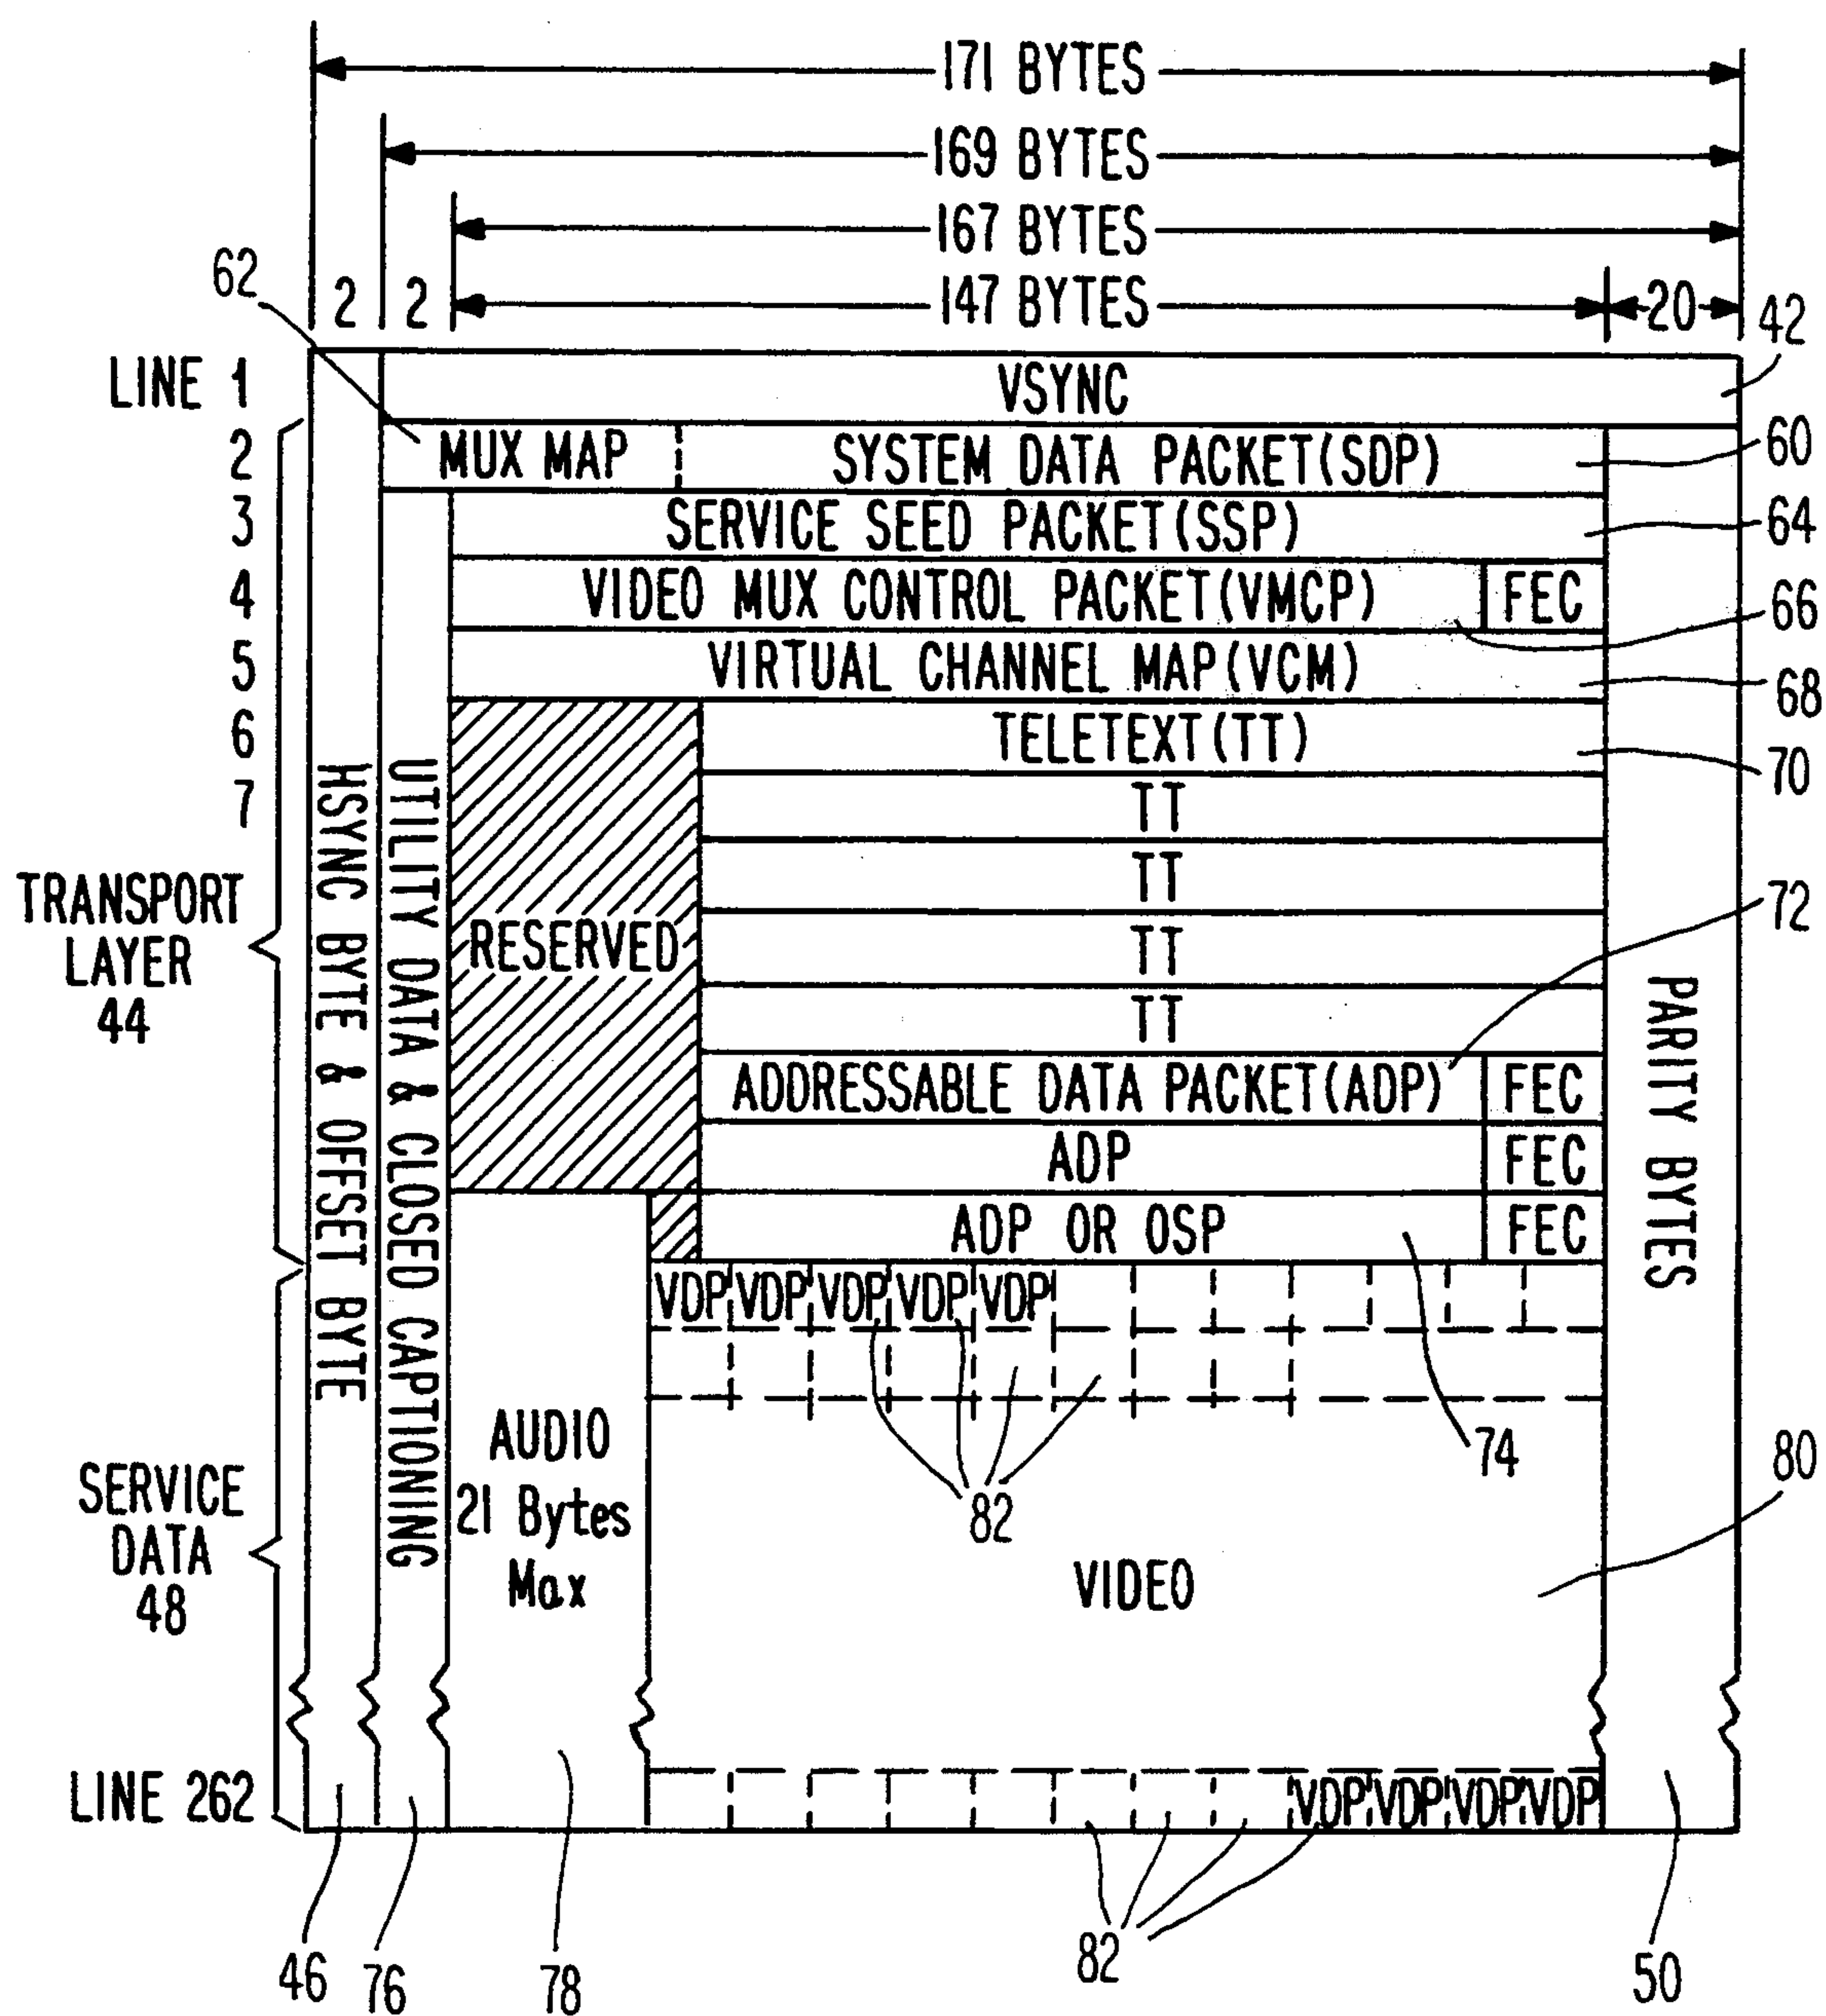 171 BYTES
169 BYTES
167 BYTES
62 2 2 147 BYTES 20 42
LINE 1 VSYNC
2 MUX MAP SYSTEM DATA PACKET(SDP) 60
3 SERVICE SEED PACKET(SSP) 64
4 VIDEO MUX CONTROL PACKET(VMCP) FEC 66
5 VIRTUAL CHANNEL MAP(VCM) 68
6 TELETEXT(TT) 70
7 TT
TT
TT
TT
RESERVED
72
TRANSPORT
LAYER
44
ADDRESSABLE DATA PACKET(ADP) FEC
ADP FEC
ADP OR OSP FEC
74
HSYNC BYTE & OFFSET BYTE
UTILITY DATA & CLOSED CAPTIONING
PARITY BYTES
VDP VDP VDP VDP VDP
82
SERVICE
DATA
48
AUDIO
21 Bytes
Max
VIDEO
80
LINE 262 VDP VDP VDP VDP
46 76 78 82 50